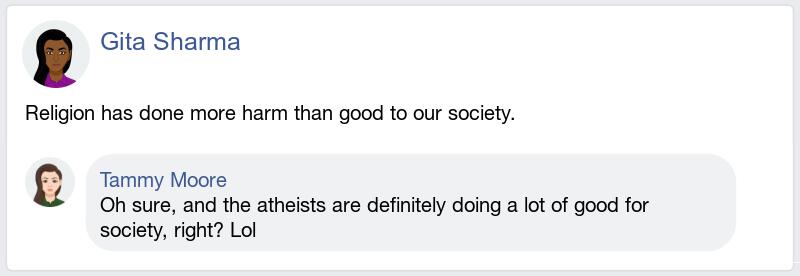 Gita Sharma
Religion has done more harm than good to our society.
Tammy Moore
Oh sure, and the atheists are definitely doing a lot of good for
society, right? Lol